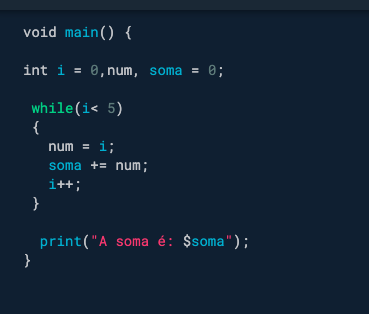 void main() {
int i = 0,num, soma = 0;
while(i< 5)
{
num = i;
soma += num;
i++;
}
print("A soma é: $soma");
}